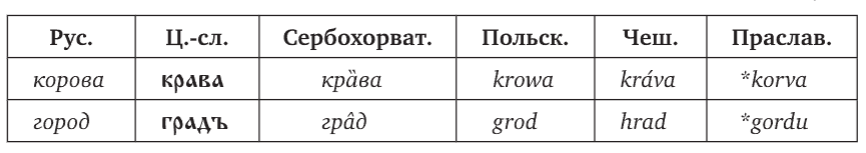 Рус. Ц.-сл. Сербохорват. Польск. Чеш. Праслав.
корова крава кра̏ва krowa kráva *korva
город градъ гра̂д grod hrad *gordu